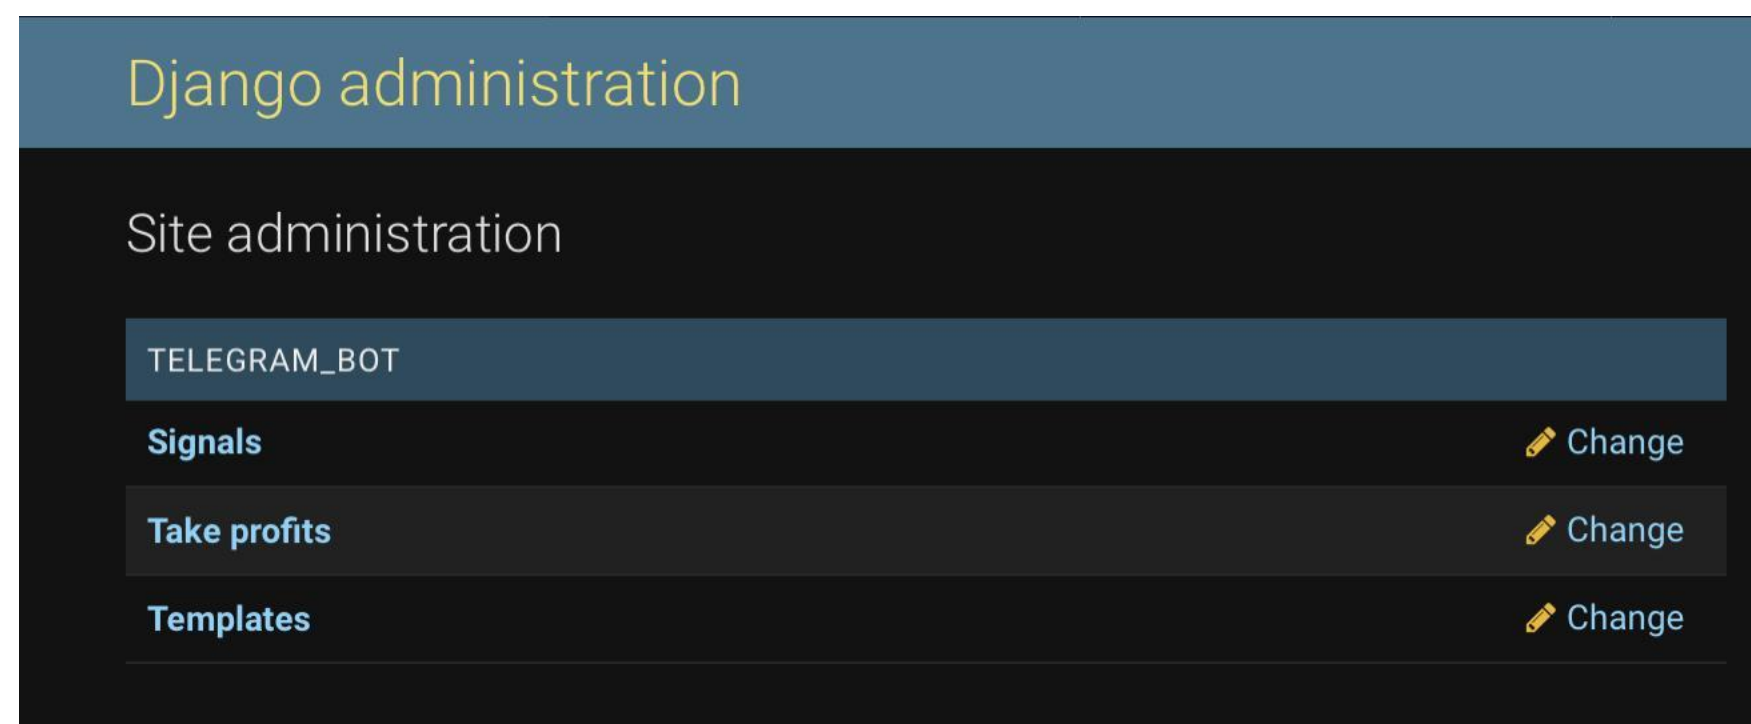 Django administration
Site administration
TELEGRAM_BOT
Signals Change
Take profits Change
Templates Change